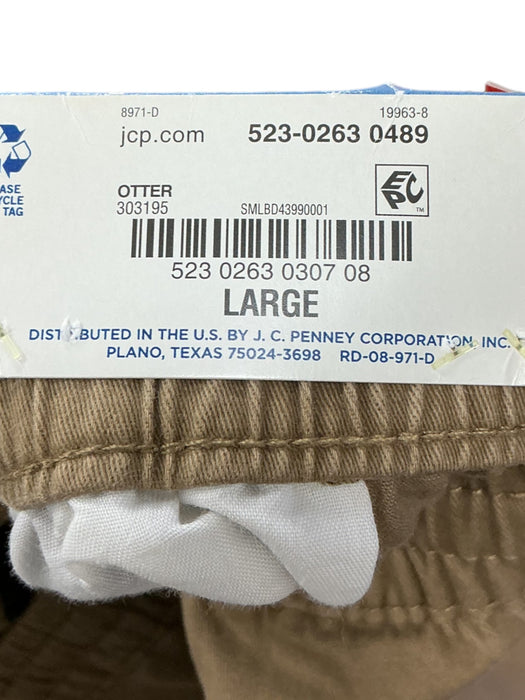 8971-D 19963-8
jcp.com 523-0263 0489
EPC
TM
OTTER
303195 SMLBD43990001
ASE
CYCLE
TAG
523 0263 0307 08
LARGE
DISTRIBUTED IN THE U.S. BY J. C. PENNEY CORPORATION, INC.
PLANO, TEXAS 75024-3698 RD-08-971-D